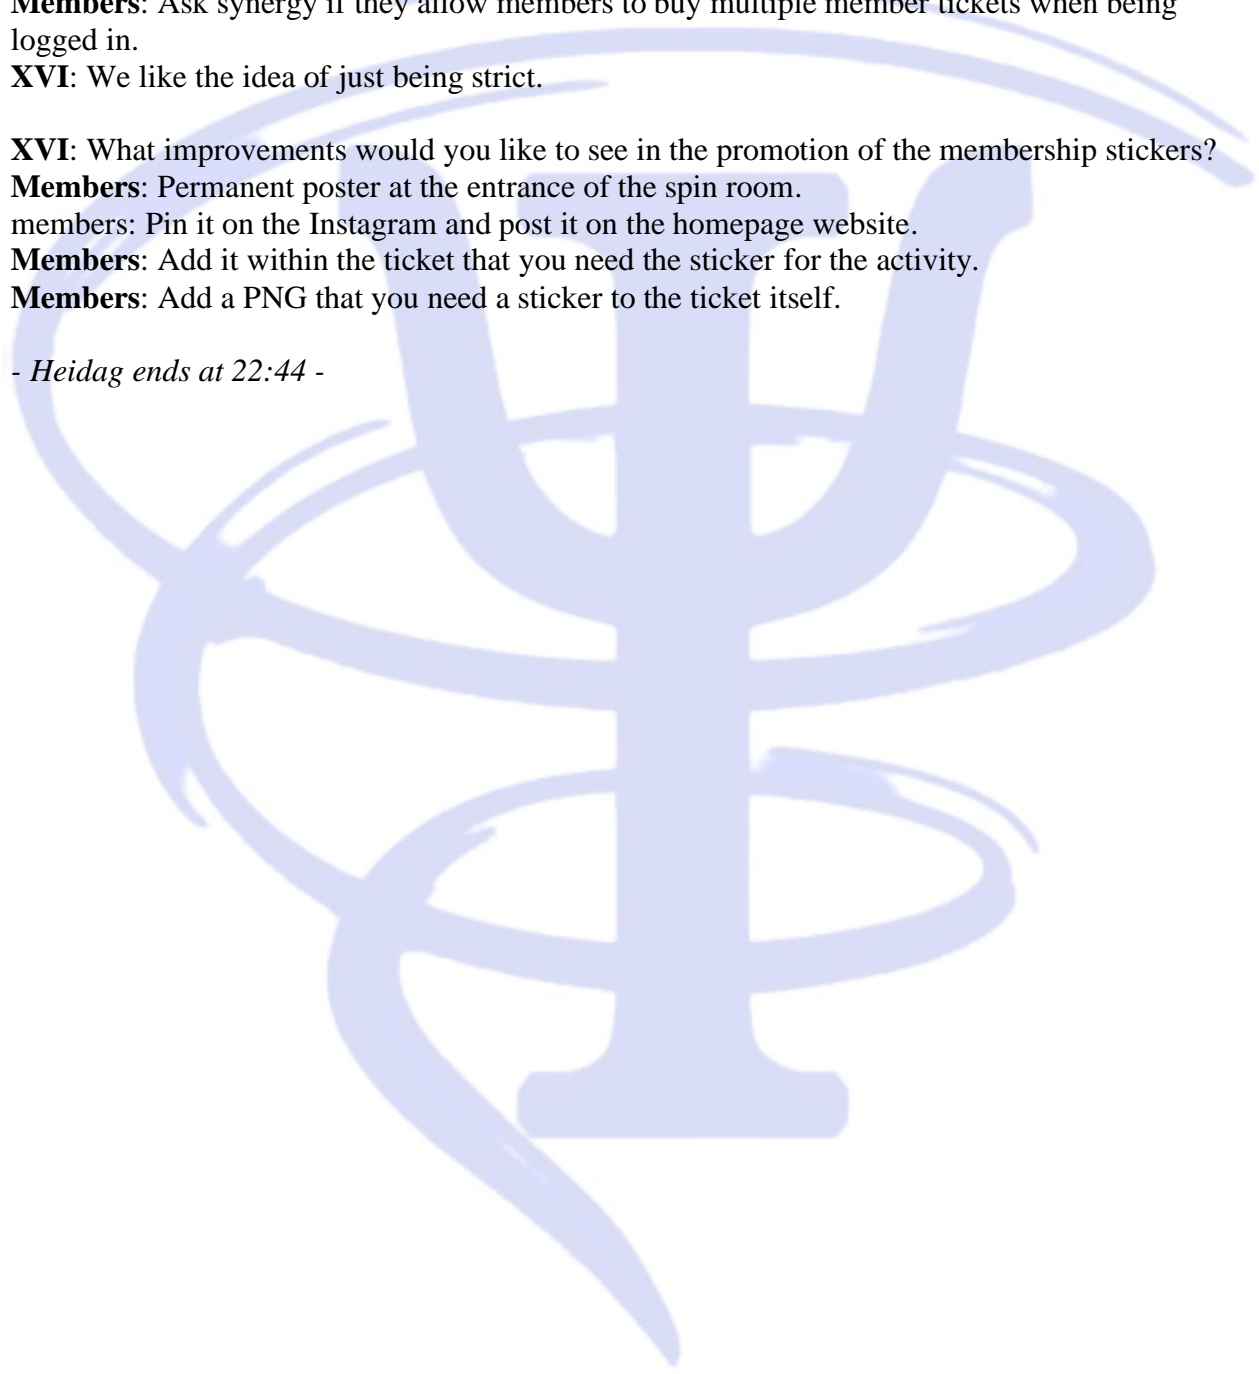 Members: Ask synergy if they allow members to buy multiple member tickets when being
logged in.
XVI: We like the idea of just being strict.
XVI: What improvements would you like to see in the promotion of the membership stickers?
Members: Permanent poster at the entrance of the spin room.
members: Pin it on the Instagram and post it on the homepage website.
Members: Add it within the ticket that you need the sticker for the activity.
Members: Add a PNG that you need a sticker to the ticket itself.
- Heidag ends at 22:44 -